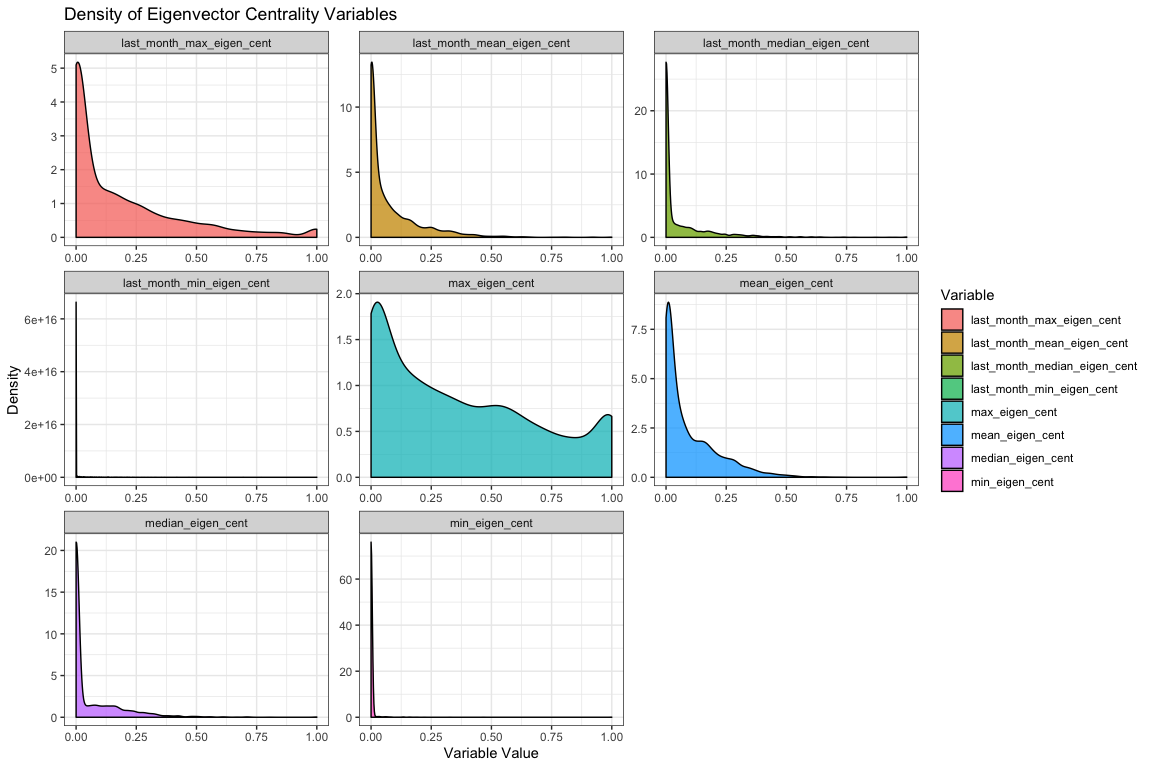 Density of Eigenvector Centrality Variables
last_month_max_eigen_cent
last_month_mean_eigen_cent
last_month_median_eigen_cent
5
4
3
2
1
0
0.00 0.25 0.50 0.75 1.00
10
5
0
0.00 0.25 0.50 0.75 1.00
20
10
0
0.00 0.25 0.50 0.75 1.00
last_month_min_eigen_cent
max_eigen_cent
mean_eigen_cent
6e+16
4e+16
2e+16
0e+00
0.00 0.25 0.50 0.75 1.00
2.0
1.5
1.0
0.5
0.0
0.00 0.25 0.50 0.75 1.00
7.5
5.0
2.5
0.0
0.00 0.25 0.50 0.75 1.00
median_eigen_cent
min_eigen_cent
20
15
10
5
0
0.00 0.25 0.50 0.75 1.00
60
40
20
0
0.00 0.25 0.50 0.75 1.00
Density
Variable Value
Variable
last_month_max_eigen_cent
last_month_mean_eigen_cent
last_month_median_eigen_cent
last_month_min_eigen_cent
max_eigen_cent
mean_eigen_cent
median_eigen_cent
min_eigen_cent